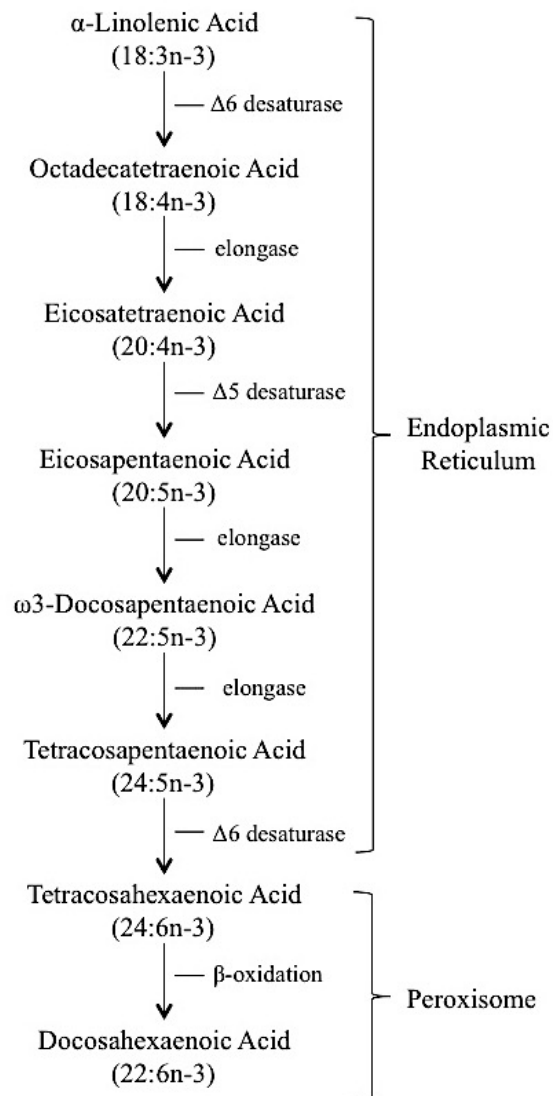 α-Linolenic Acid
(18:3n-3)
Δ6 desaturase
Octadecatetraenoic Acid
(18:4n-3)
elongase
Eicosatetraenoic Acid
(20:4n-3)
Δ5 desaturase
Eicosapentaenoic Acid
(20:5n-3)
elongase
ω3-Docosapentaenoic Acid
(22:5n-3)
elongase
Tetracosapentaenoic Acid
(24:5n-3)
Δ6 desaturase
Endoplasmic
Reticulum
Tetracosahexaenoic Acid
(24:6n-3)
β-oxidation
Docosahexaenoic Acid
(22:6n-3)
Peroxisome